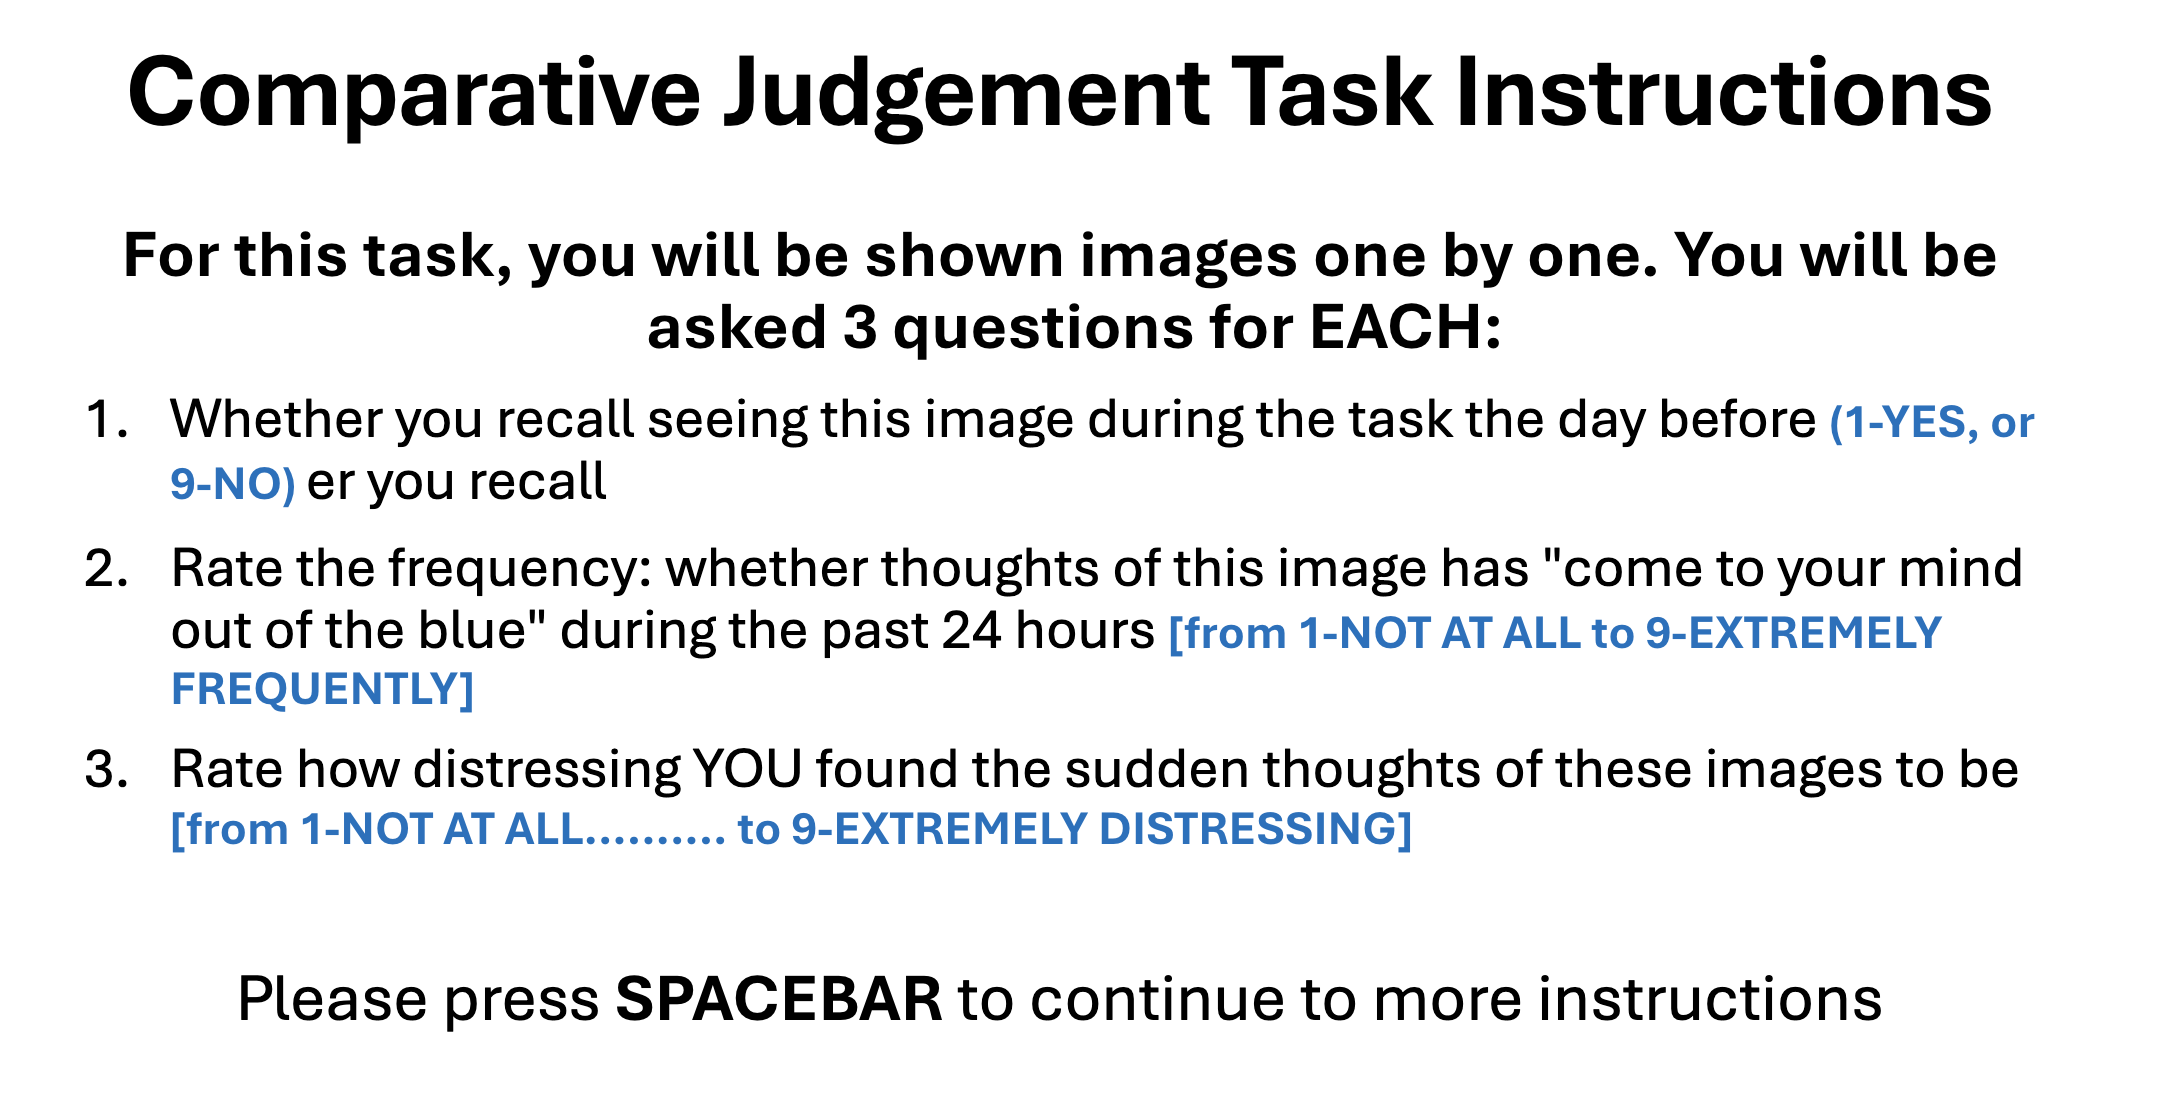 Comparative Judgement Task Instructions
For this task, you will be shown images one by one. You will be
asked 3 questions for EACH:
1. Whether you recall seeing this image during the task the day before (1-YES, or
9-NO) er you recall
2. Rate the frequency: whether thoughts of this image has "come to your mind
out of the blue" during the past 24 hours [from 1-NOT AT ALL to 9-EXTREMELY
FREQUENTLY]
3. Rate how distressing YOU found the sudden thoughts of these images to be
[from 1-NOT AT ALL.......... to 9-EXTREMELY DISTRESSING]
Please press SPACEBAR to continue to more instructions